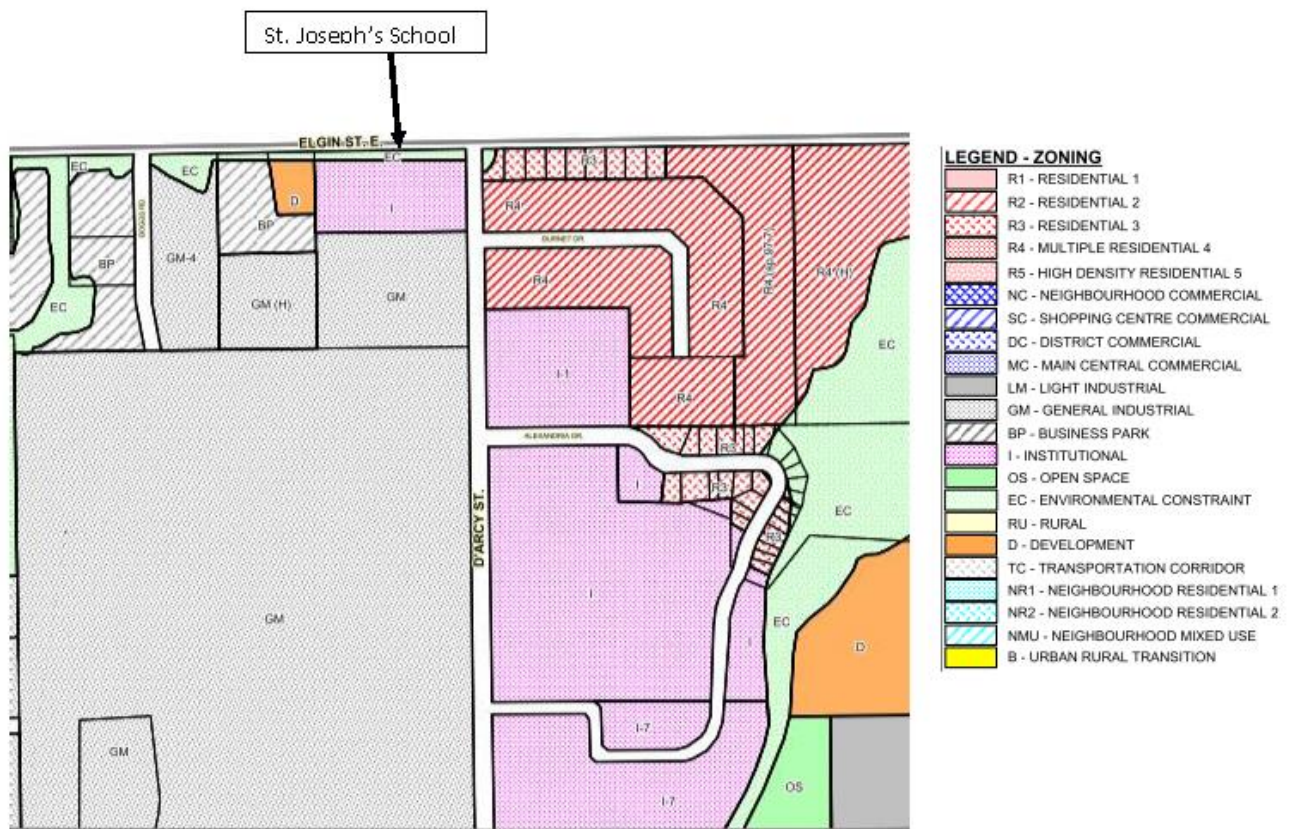 St. Joseph's School
ELGIN ST. E.
EC
EC
EC
R3
D
I
BP
R4
BURNET DR.
GM-4
BP
GM (H)
GM
R4
R4
R4(H)
EC
EC
I-1
R4
ALEXANDRIA DR.
R3
I
R3
EC
D'ARCY ST.
R3
I
GM
EC
I
D
I-7
GM
OS
I-7
LEGEND - ZONING
R1 - RESIDENTIAL 1
R2 - RESIDENTIAL 2
R3 - RESIDENTIAL 3
R4 - MULTIPLE RESIDENTIAL 4
R5 - HIGH DENSITY RESIDENTIAL 5
NC - NEIGHBOURHOOD COMMERCIAL
SC - SHOPPING CENTRE COMMERCIAL
DC - DISTRICT COMMERCIAL
MC - MAIN CENTRAL COMMERCIAL
LM - LIGHT INDUSTRIAL
GM - GENERAL INDUSTRIAL
BP - BUSINESS PARK
I - INSTITUTIONAL
OS - OPEN SPACE
EC - ENVIRONMENTAL CONSTRAINT
RU - RURAL
D - DEVELOPMENT
TC - TRANSPORTATION CORRIDOR
NR1 - NEIGHBOURHOOD RESIDENTIAL 1
NR2 - NEIGHBOURHOOD RESIDENTIAL 2
NMU - NEIGHBOURHOOD MIXED USE
B - URBAN RURAL TRANSITION